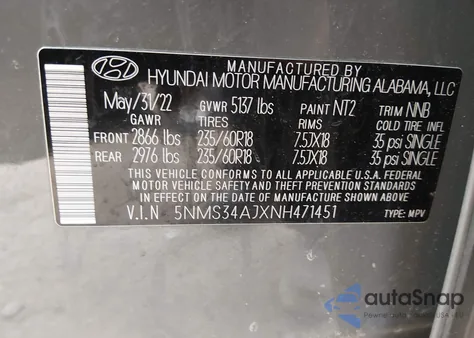 MANUFACTURED BY
HYUNDAI MOTOR MANUFACTURING ALABAMA, LLC
May/31/22 GVWR 5137 lbs PAINT NT2 TRIM NNB
GAWR TIRES RIMS COLD TIRE INFL
FRONT 2866 lbs 235/60R18 7.5JX18 35 psi SINGLE
REAR 2976 lbs 235/60R18 7.5JX18 35 psi SINGLE
THIS VEHICLE CONFORMS TO ALL APPLICABLE U.S.A. FEDERAL
MOTOR VEHICLE SAFETY, BUMPER, AND THEFT PREVENTION
STANDARDS IN EFFECT ON THE DATE OF MANUFACTURE SHOWN ABOVE
V.I.N 5NMS34AJXNH471451 TYPE: MPV
autoSnap